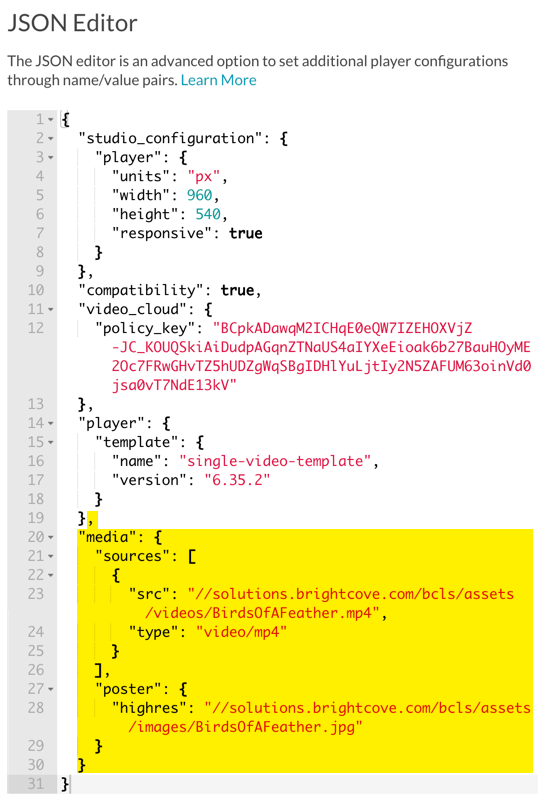 JSON Editor
The JSON editor is an advanced option to set additional player configurations
through name/value pairs. Learn More
1 {
2 "studio_configuration": {
3 "player": {
4 "units": "px",
5 "width": 960,
6 "height": 540,
7 "responsive": true
8 }
9 },
10 "compatibility": true,
11 "video_cloud": {
12 "policy_key": "BCpkADawqM2ICHqE0eQW7IZEHOXVjZ
-JC_KOUQSkiAiDudpAGqnZTNaUS4aIYXeEioak6b27BauHOyME
2Oc7FRwGHvTZ5hUDZgWqSBgIDHlYuLjtIy2N5ZAFUM63oinVd0
jsa0vT7NdE13kV"
13 },
14 "player": {
15 "template": {
16 "name": "single-video-template",
17 "version": "6.35.2"
18 }
19 },
20 "media": {
21 "sources": [
22 {
23 "src": "//solutions.brightcove.com/bcls/assets
/videos/BirdsOfAFeather.mp4",
24 "type": "video/mp4"
25 }
26 ],
27 "poster": {
28 "highres": "//solutions.brightcove.com/bcls/assets
/images/BirdsOfAFeather.jpg"
29 }
30 }
31 }